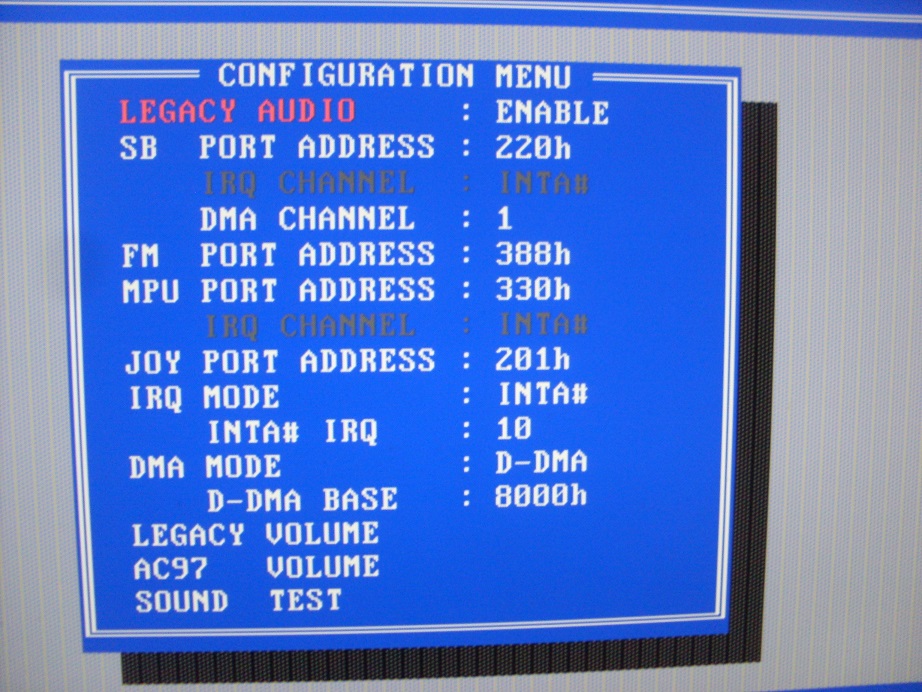 CONFIGURATION MENU
LEGACY AUDIO : ENABLE
SB PORT ADDRESS : 220h
IRQ CHANNEL : INTA#
DMA CHANNEL : 1
FM PORT ADDRESS : 388h
MPU PORT ADDRESS : 330h
IRQ CHANNEL : INTA#
JOY PORT ADDRESS : 201h
IRQ MODE : INTA#
INTA# IRQ : 10
DMA MODE : D-DMA
D-DMA BASE : 8000h
LEGACY VOLUME
AC97 VOLUME
SOUND TEST